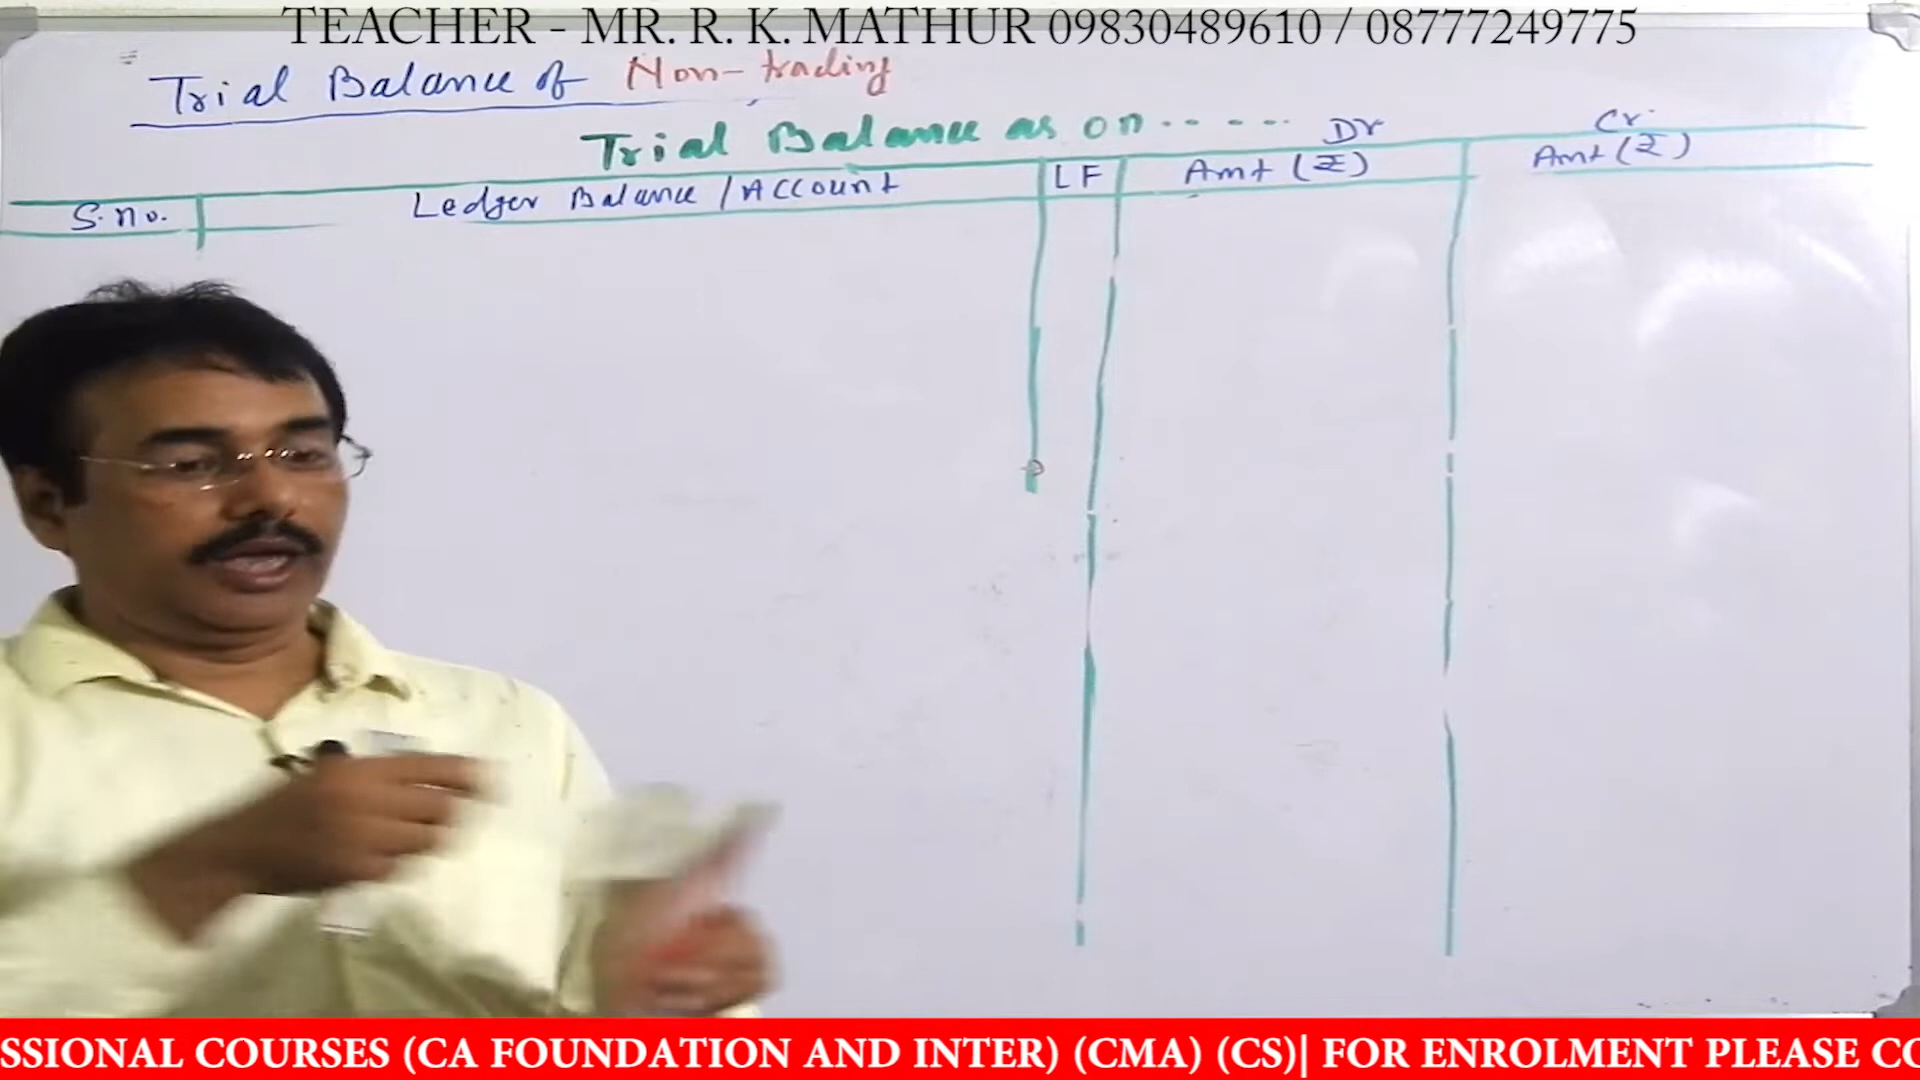 TEACHER - MR. R. K. MATHUR 09830489610 / 08777249775
Trial Balance of Non-trading
Trial Balance as on.....
Dr Cr.
S.no. Ledger Balance / Account LF Amt (₹) Amt (₹)
SSIONAL COURSES (CA FOUNDATION AND INTER) (CMA) (CS)| FOR ENROLMENT PLEASE CO